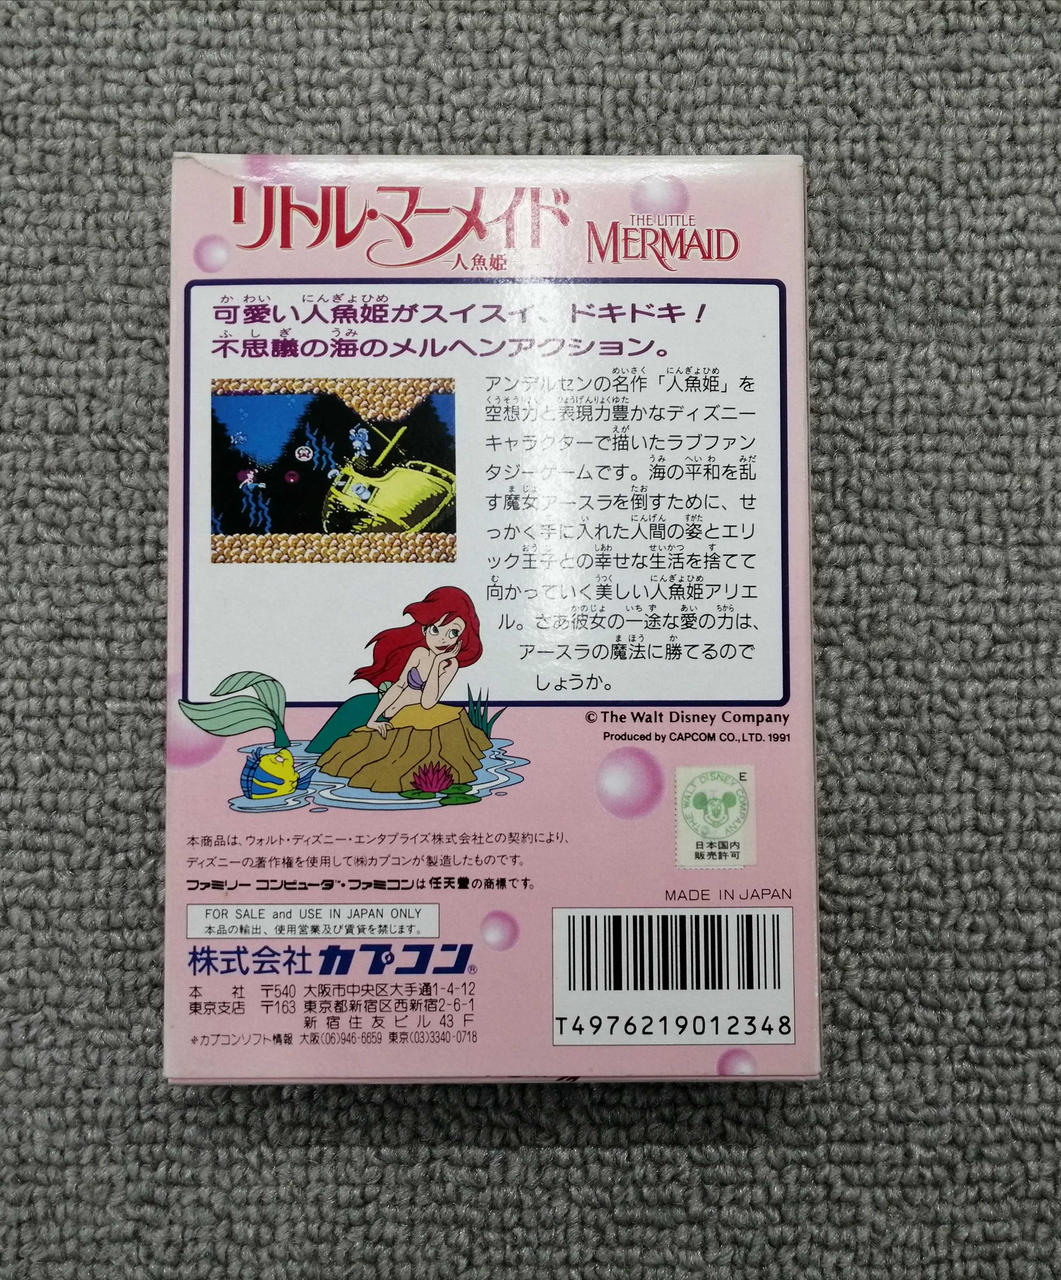 リトル・マーメイド
人魚姫
THE LITTLE
MERMAID
可愛い人魚姫がスイスイ、ドキドキ!
不思議の海のメルヘンアクション。
アンデルセンの名作「人魚姫」を
空想力と表現力豊かなディズニー
キャラクターで描いたラブファン
タジーゲームです。海の平和を乱
す魔女アースラを倒すために、せ
っかく手に入れた人間の姿とエリ
ック王子との幸せな生活を捨てて
向かっていく美しい人魚姫アリエ
ル。さあ彼女の一途な愛の力は、
アースラの魔法に勝てるので
しょうか。
© The Walt Disney Company
Produced by CAPCOM CO., LTD. 1991
E
THE WALT DISNEY COMPANY
日本国内
販売許可
本商品は、ウォルト・ディズニー・エンタプライズ株式会社との契約により、
ディズニーの著作権を使用して㈱カプコンが製造したものです。
ファミリーコンピュータ™・ファミコンは任天堂の商標です。
MADE IN JAPAN
FOR SALE and USE IN JAPAN ONLY
本品の輸出、使用営業及び賃貸を禁じます。
株式会社カプコン®
本社 〒540 大阪市中央区大手通1-4-12
東京支店 〒163 東京都新宿区西新宿2-6-1
新宿住友ビル 43 F
※カプコンソフト情報 大阪(06)946-6659 東京(03)3340-0718
T4976219012348